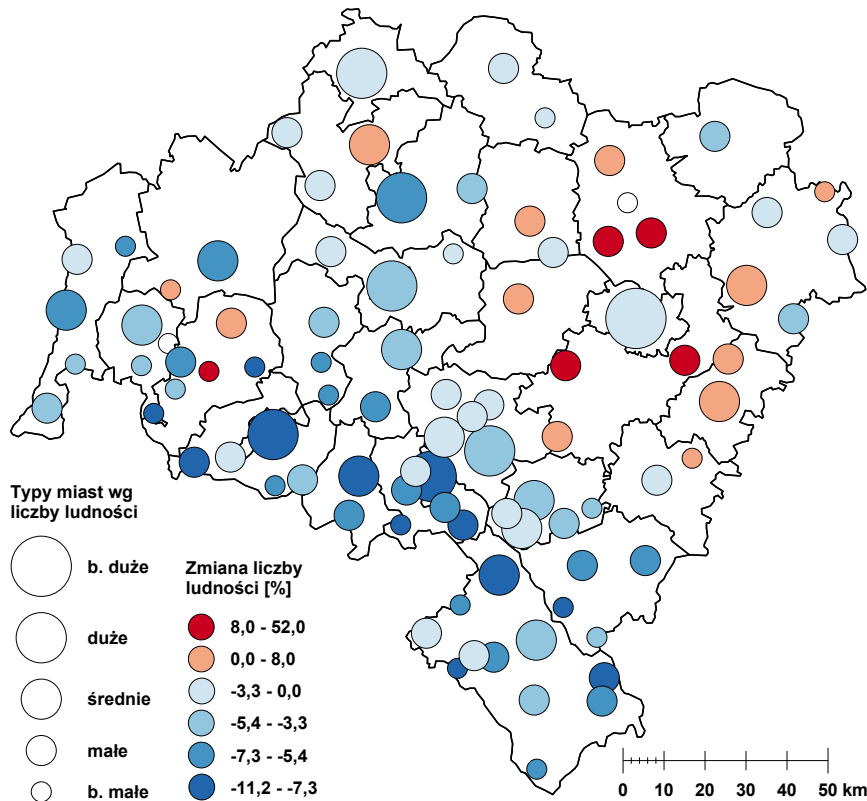 Typy miast wg
liczby ludności
b. duże
duże
średnie
małe
b. małe
Zmiana liczby
ludności [%]
8,0 - 52,0
0,0 - 8,0
-3,3 - 0,0
-5,4 - -3,3
-7,3 - -5,4
-11,2 - -7,3
0 10 20 30 40 50 km